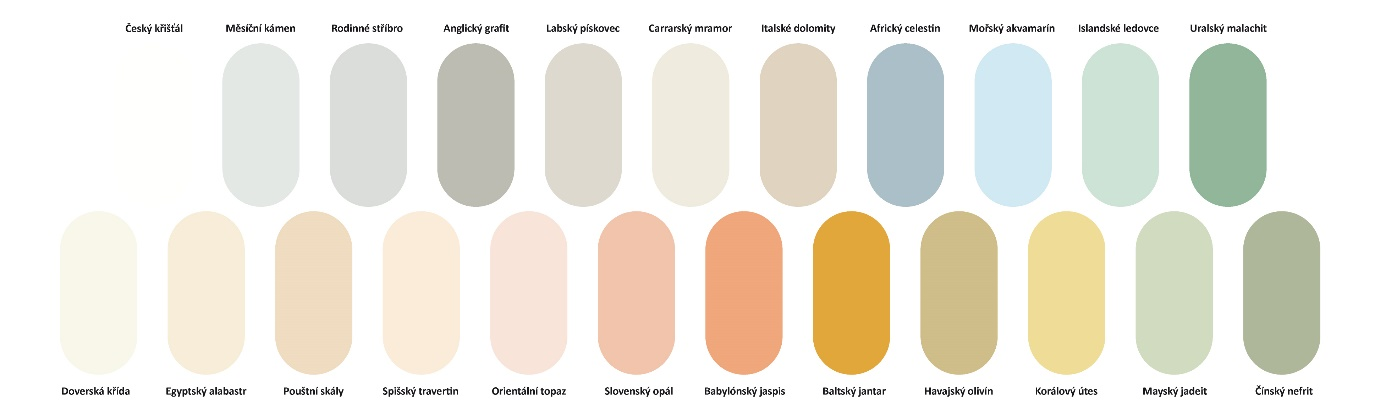 Český křišťál Měsíční kámen Rodinné stříbro Anglický grafit Labský pískovec Carrarský mramor Italské dolomity Africký celestin Mořský akvamarín Islandské ledovce Uralský malachit
Doverská křída Egyptský alabastr Pouštní skály Spišský travertin Orientální topaz Slovenský opál Babylónský jaspis Baltský jantar Havajský olivín Korálový útes Mayský jadeit Čínský nefrit